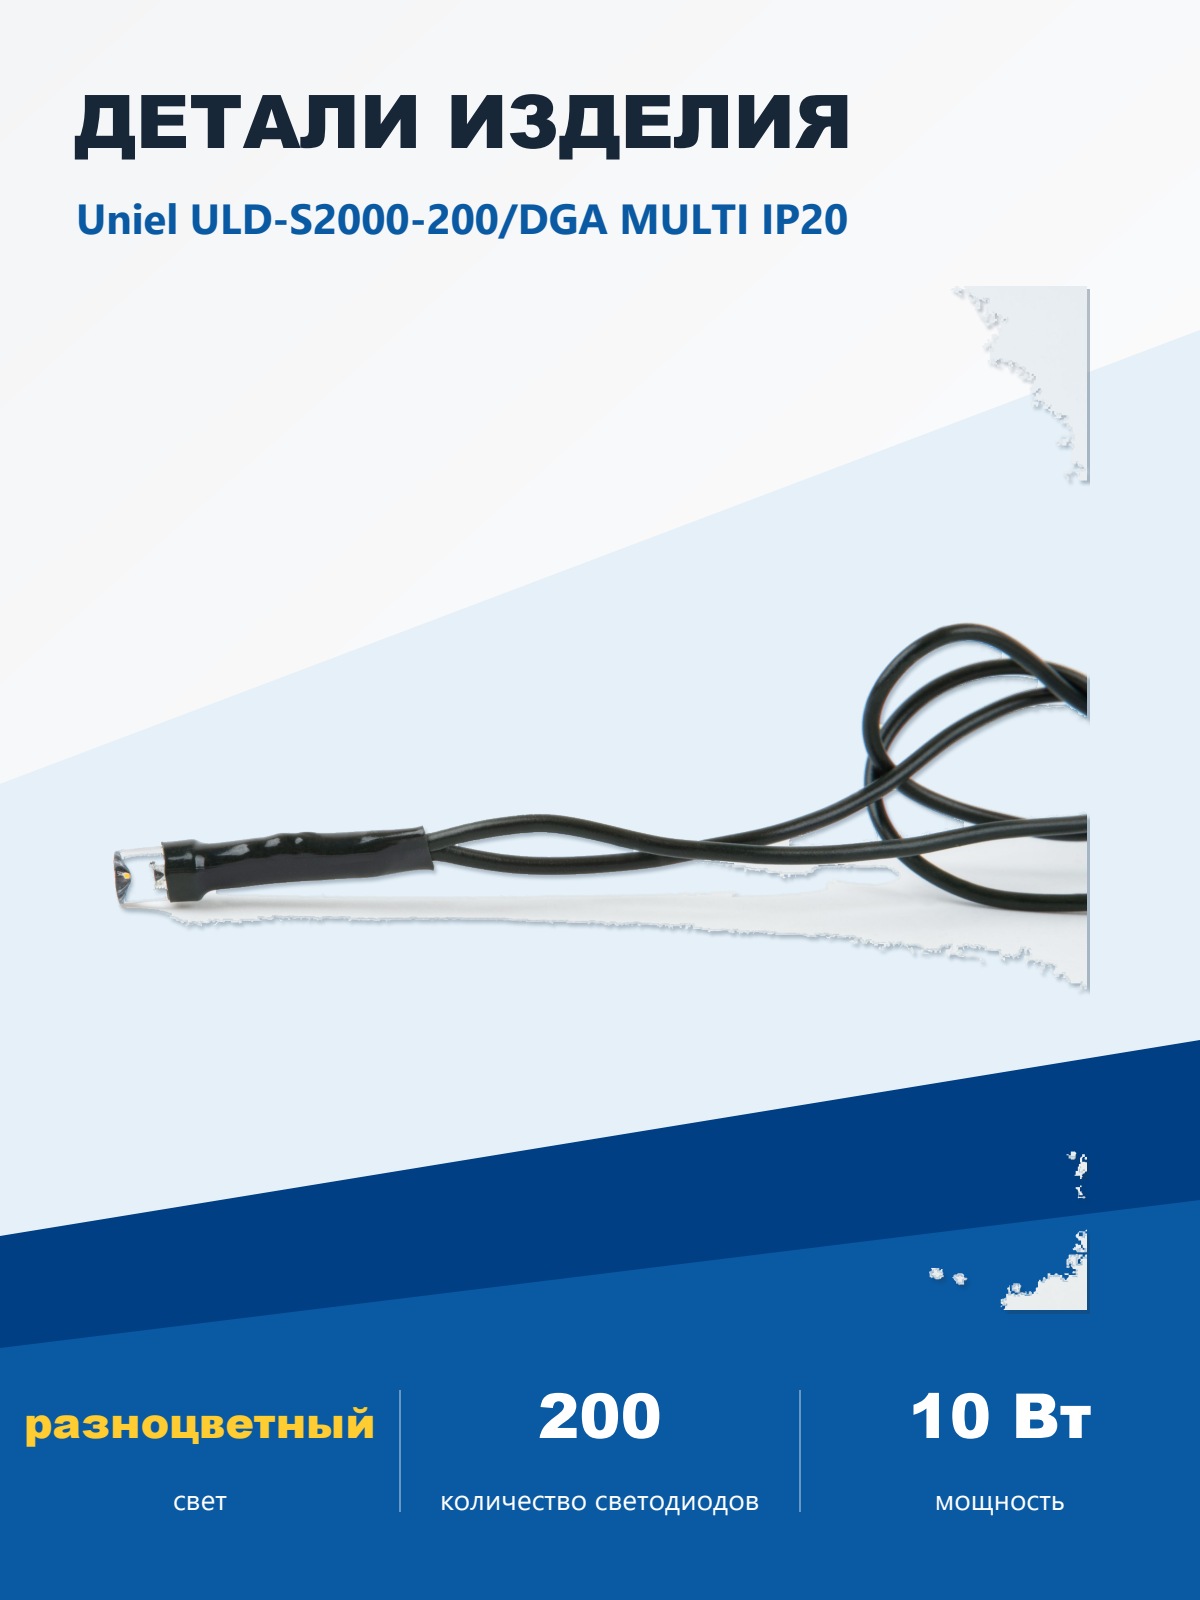 ДЕТАЛИ ИЗДЕЛИЯ
Uniel ULD-S2000-200/DGA MULTI IP20
разноцветный
свет
200
количество светодиодов
10 Вт
мощность